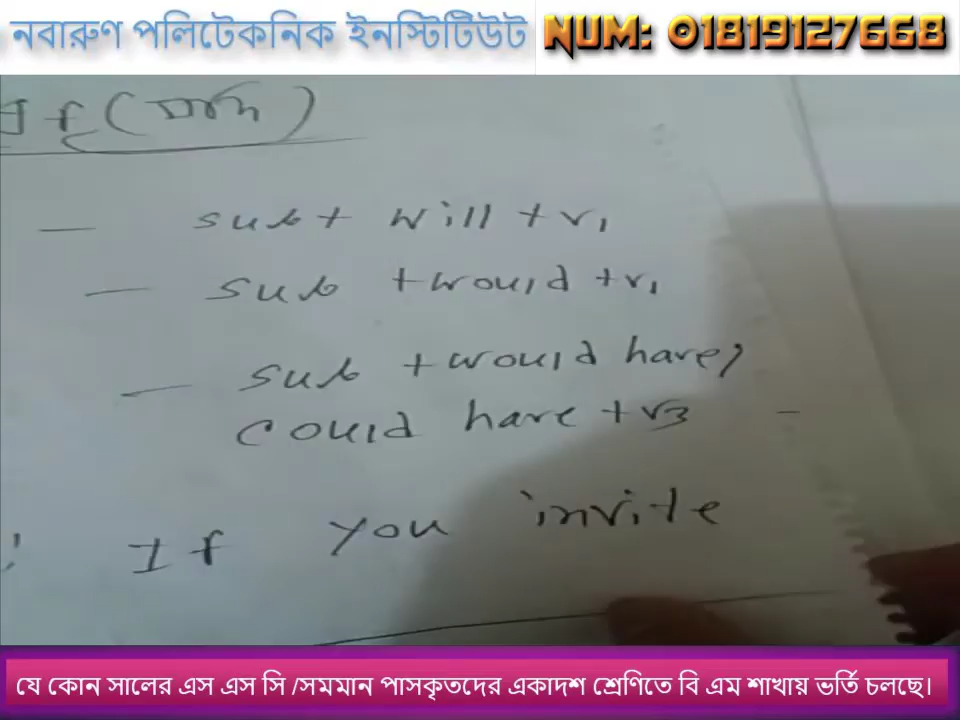 নবারুণ পলিটেকনিক ইনস্টিটিউট NUM: 01819127668
If (যদি)
— sub + will + v1
— sub + would + v1
— sub + would have,
could have + v3 —
: If you invite
যে কোন সালের এস এস সি /সমমান পাসকৃতদের একাদশ শ্রেণিতে বি এম শাখায় ভর্তি চলছে।